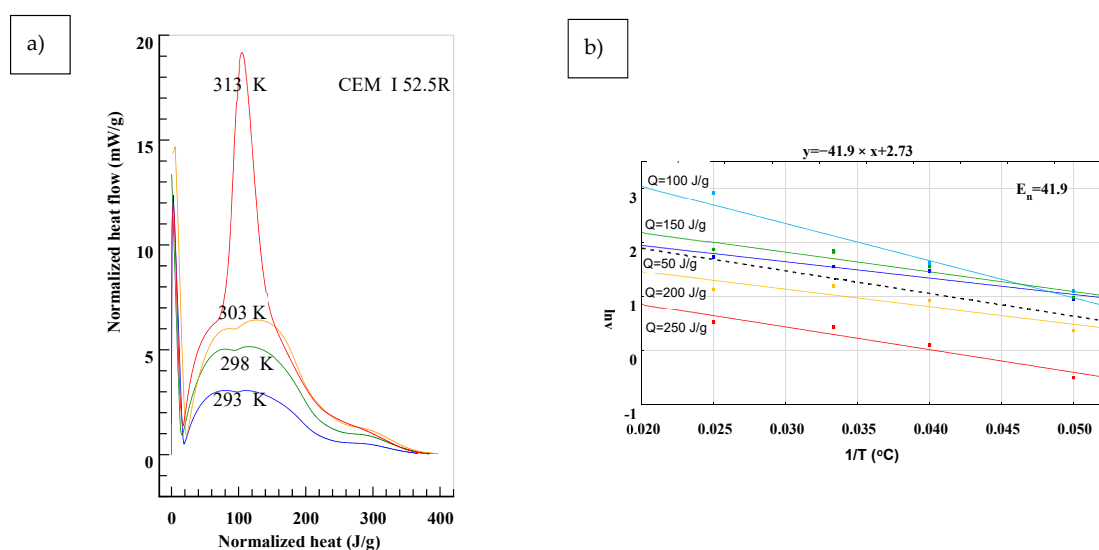 a)
20
15
10
5
0
Normalized heat flow (mW/g)
313 K
CEM I 52.5R
303 K
298 K
293 K
0 100 200 300 400
Normalized heat (J/g)
b)
y=−41.9 × x+2.73
3
2
1
0
-1
lnv
Q=100 J/g
E_n=41.9
Q=150 J/g
Q=50 J/g
Q=200 J/g
Q=250 J/g
0.020 0.025 0.030 0.035 0.040 0.045 0.050
1/T (°C)